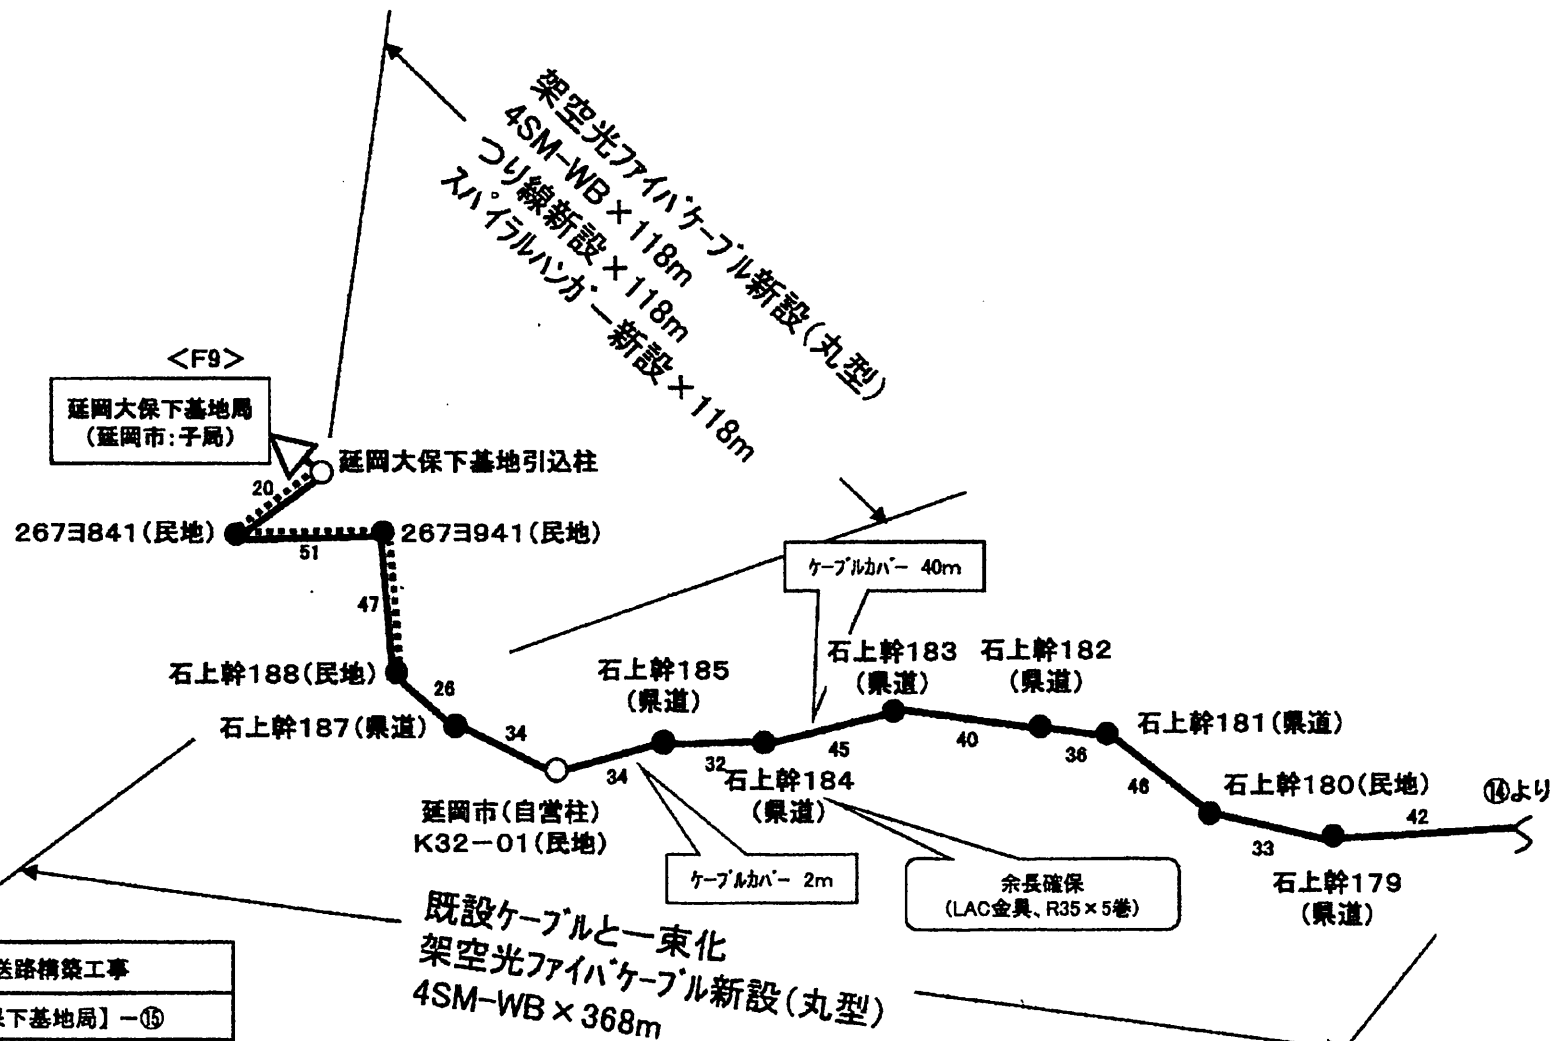 架空光ファイバケーブル新設(丸型)
4SM-WB×118m
つり線新設×118m
スパイラルハンガー新設×118m
<F9>
延岡大保下基地局
(延岡市:子局)
延岡大保下基地引込柱
20
267ヨ841(民地)
51
267ヨ941(民地)
47
ケーブルカバー 40m
石上幹188(民地)
26
石上幹187(県道)
34
石上幹185
(県道)
石上幹183
(県道)
石上幹182
(県道)
石上幹181(県道)
34
32
45
40
36
46
石上幹184
(県道)
石上幹180(民地)
⑭より
42
33
延岡市(自営柱)
K32-01(民地)
ケーブルカバー 2m
余長確保
(LAC金具、R35×5巻)
石上幹179
(県道)
既設ケーブルと一束化
架空光ファイバケーブル新設(丸型)
4SM-WB×368m
送路構築工事
下基地局】-⑮